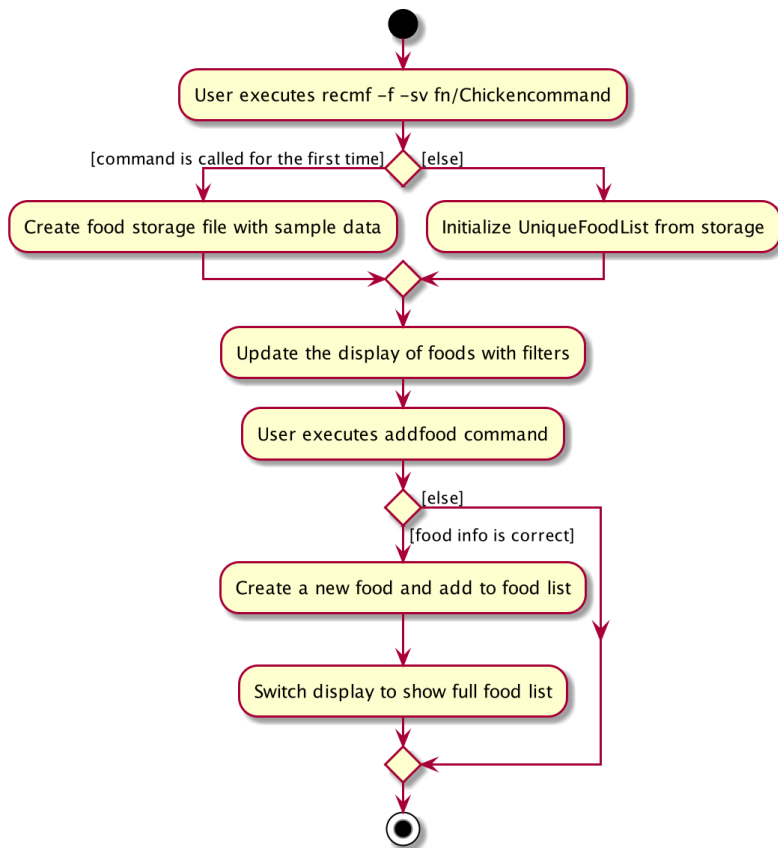 User executes recmf -f -sv fn/Chickencommand
[command is called for the first time]
[else]
Create food storage file with sample data
Initialize UniqueFoodList from storage
Update the display of foods with filters
User executes addfood command
[else]
[food info is correct]
Create a new food and add to food list
Switch display to show full food list